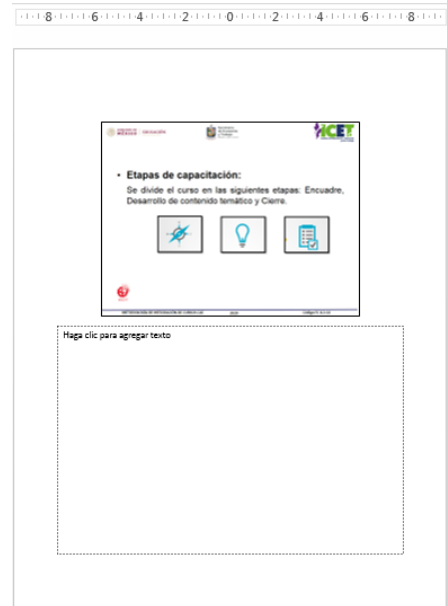 8 6 4 2 0 2 4 6 8
MÉXICO EDUCACIÓN
ICET
• Etapas de capacitación:
Se divide el curso en las siguientes etapas: Encuadre,
Desarrollo de contenido temático y Cierre.
Haga clic para agregar texto